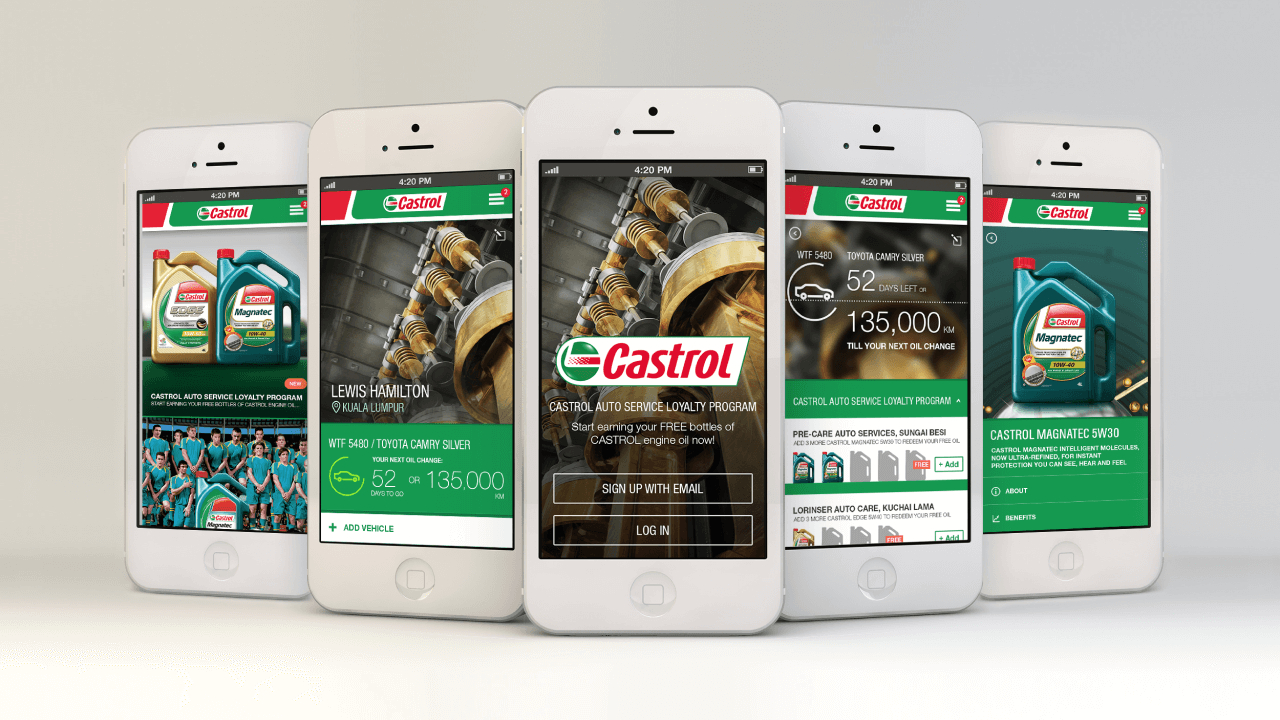 4:20 PM
Castrol
2
Castrol
EDGE
Castrol
Magnatec
10W-40
NEW
CASTROL AUTO SERVICE LOYALTY PROGRAM
START EARNING YOUR FREE BOTTLES OF CASTROL ENGINE OIL...
Castrol
Magnatec
4:20 PM
Castrol
2
LEWIS HAMILTON
KUALA LUMPUR
WTF 5480 / TOYOTA CAMRY SILVER
YOUR NEXT OIL CHANGE:
52 OR 135,000
DAYS TO GO KM
+ ADD VEHICLE
4:20 PM
Castrol
CASTROL AUTO SERVICE LOYALTY PROGRAM
Start earning your FREE bottles of
CASTROL engine oil now!
SIGN UP WITH EMAIL
LOG IN
4:20 PM
Castrol
2
WTF 5480 TOYOTA CAMRY SILVER
52 DAYS LEFT OR
135,000 KM
TILL YOUR NEXT OIL CHANGE
CASTROL AUTO SERVICE LOYALTY PROGRAM
PRE-CARE AUTO SERVICES, SUNGAI BESI
ADD 3 MORE CASTROL MAGNATEC 5W30 TO REDEEM YOUR FREE OIL
FREE + Add
LORINSER AUTO CARE, KUCHAI LAMA
ADD 3 MORE CASTROL EDGE 5W40 TO REDEEM YOUR FREE OIL
FREE + Add
4:20 PM
Castrol
2
Castrol
Magnatec
10W-40
4L
CASTROL MAGNATEC 5W30
CASTROL MAGNATEC INTELLIGENT MOLECULES,
NOW ULTRA-REFINED, FOR INSTANT
PROTECTION YOU CAN SEE, HEAR AND FEEL
ABOUT
BENEFITS